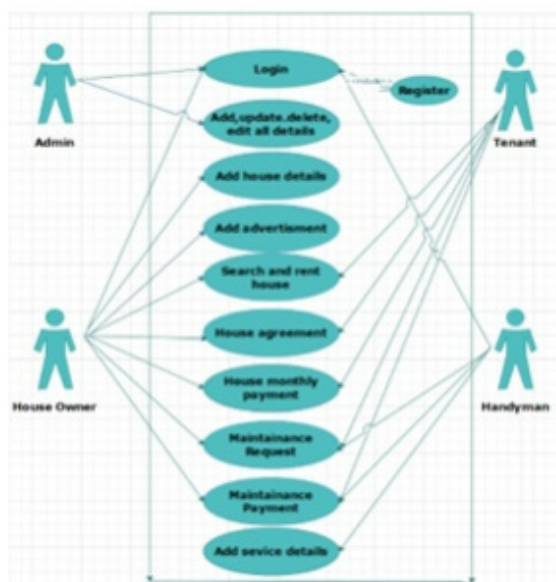 Login
Register
Admin
Add,update.delete,
edit all details
Tenant
Add house details
Add advertisment
Search and rent
house
House agreement
House Owner
Handyman
House monthly
payment
Maintainance
Request
Maintainance
Payment
Add sevice details